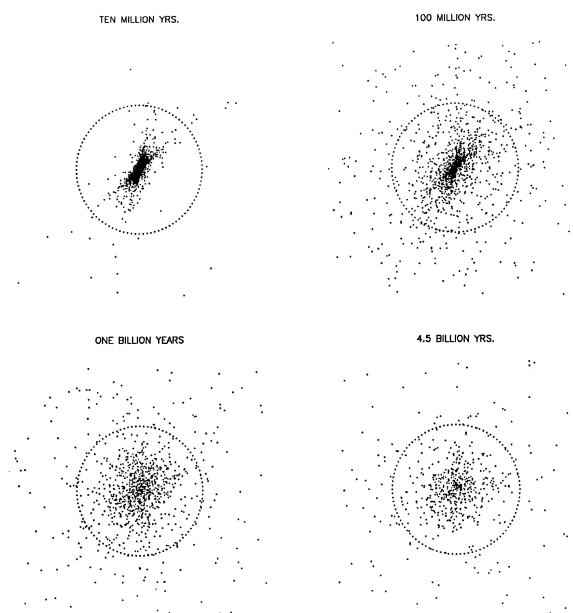 TEN MILLION YRS.
100 MILLION YRS.
ONE BILLION YEARS
4.5 BILLION YRS.